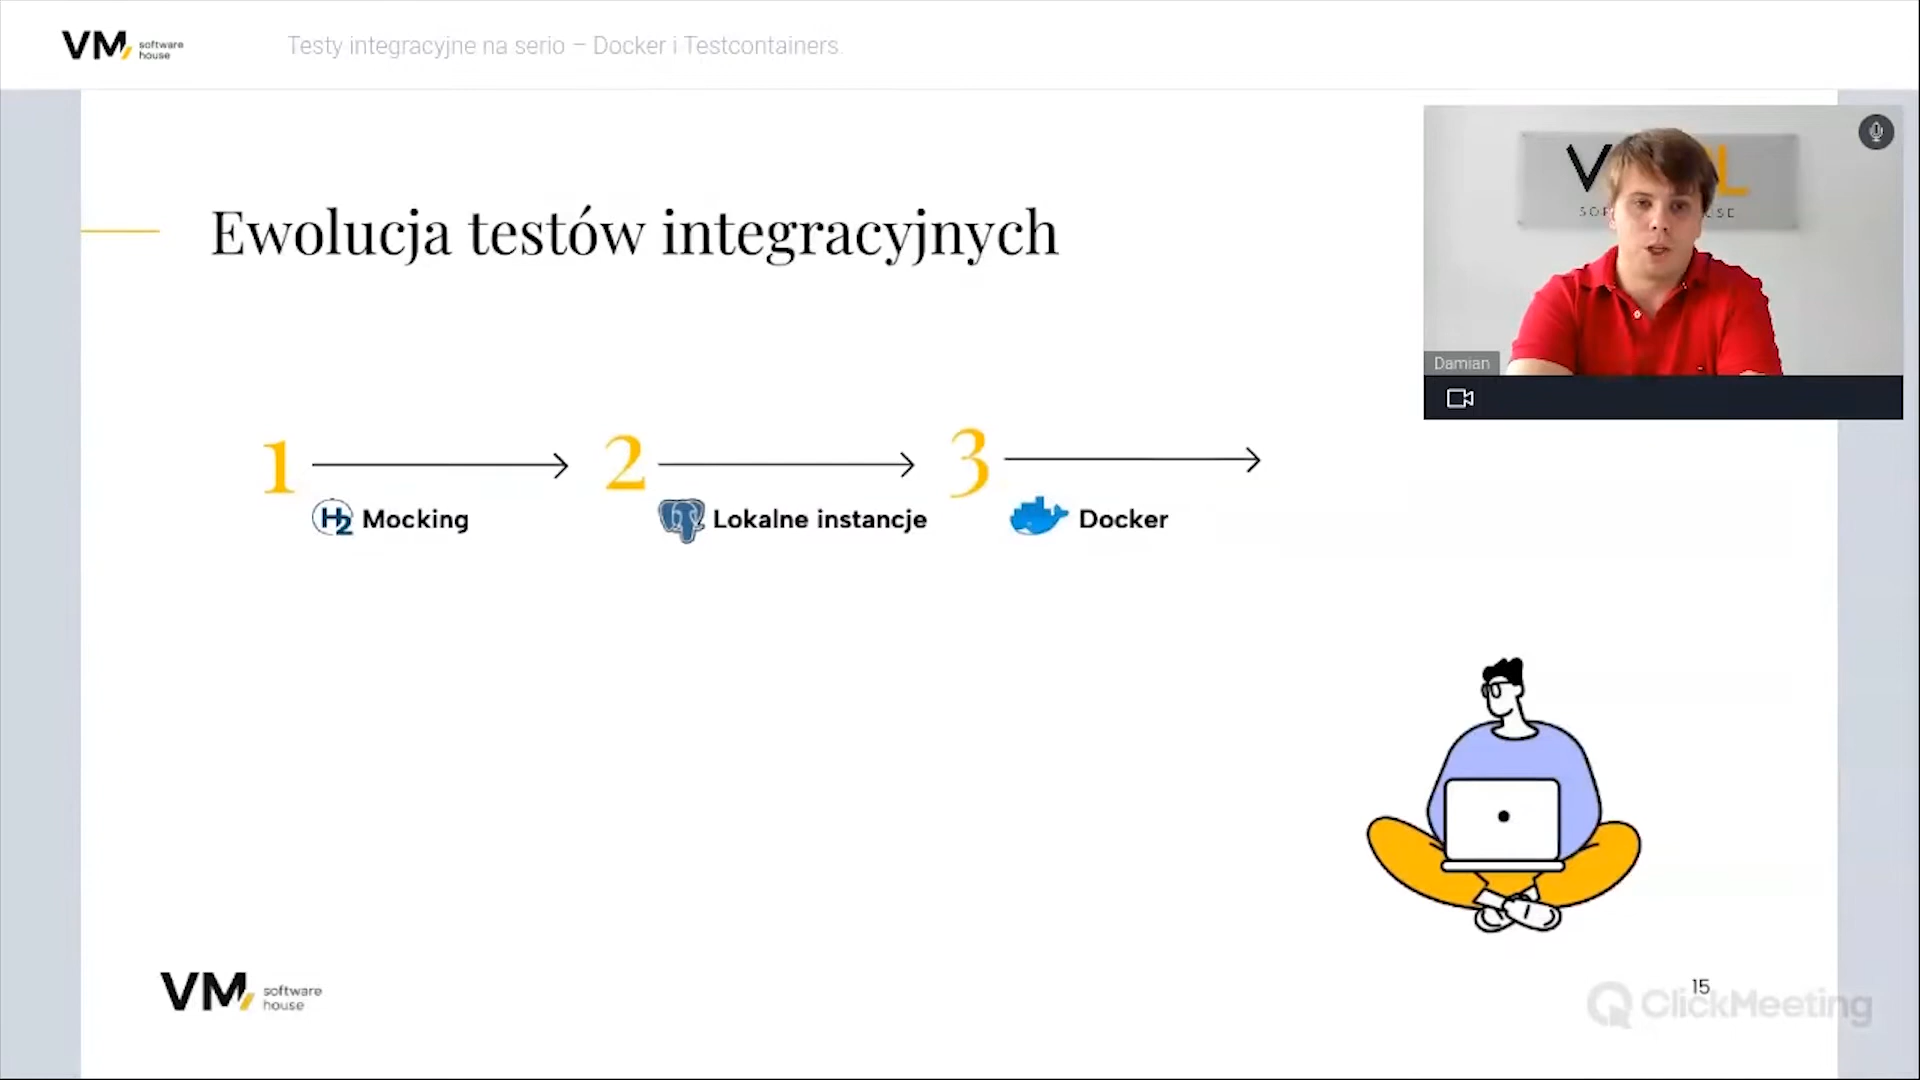 VM software house
Testy integracyjne na serio – Docker i Testcontainers.
Ewolucja testów integracyjnych
Damian
1
2
3
H2 Mocking
Lokalne instancje
Docker
VM software house
15
ClickMeeting